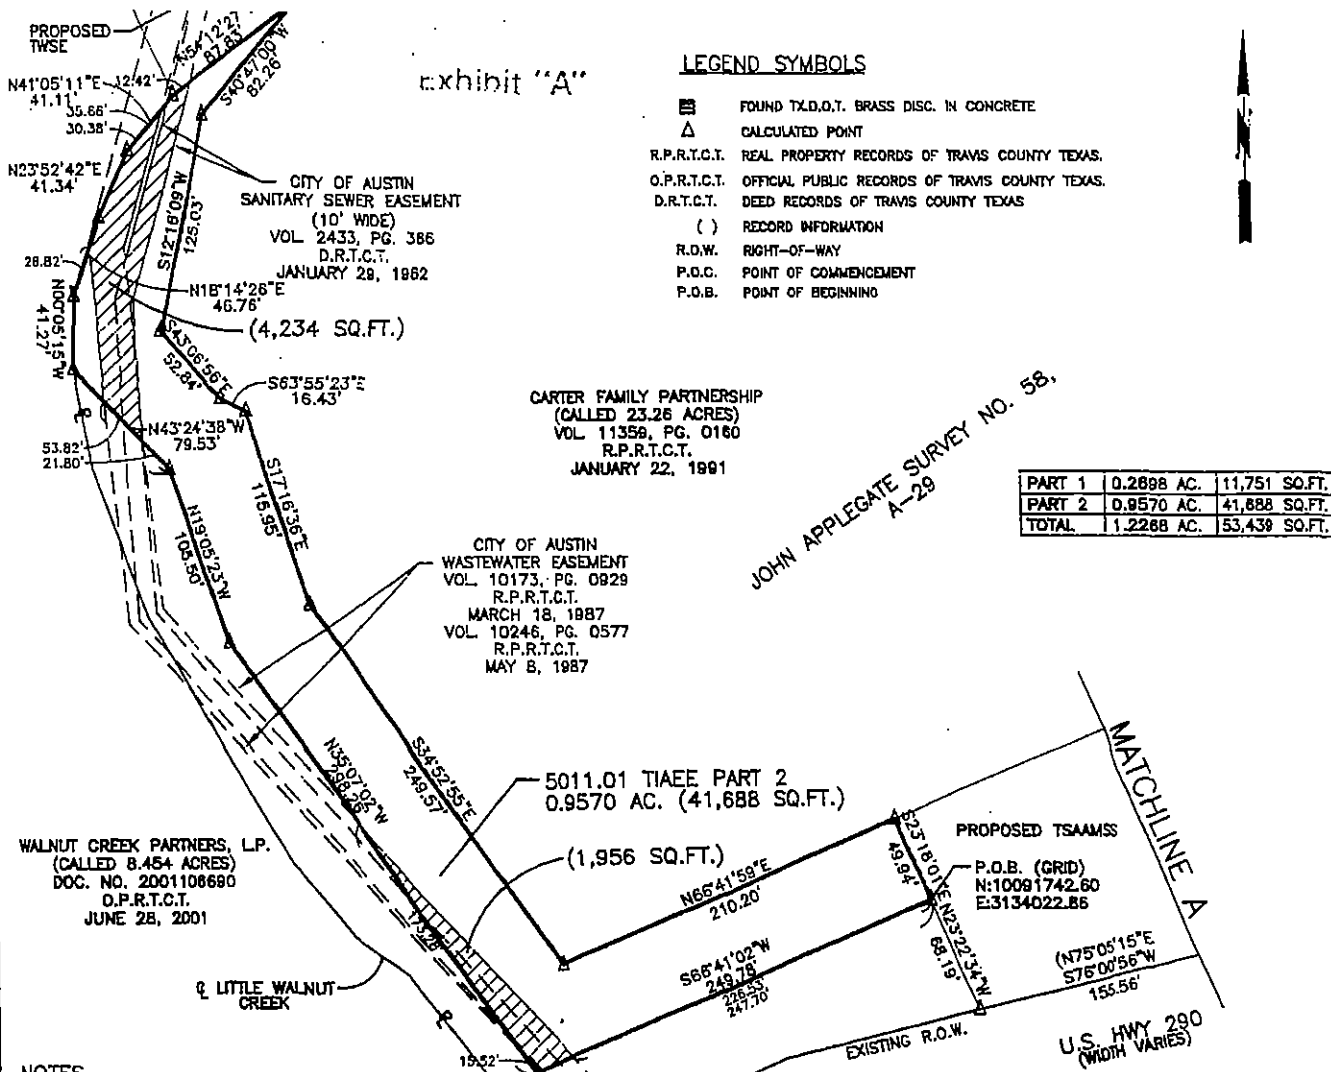 PROPOSED
TWSE
N54°12'27
87.83'
S40°47'00"W
82.26'
N41°05'11"E
41.11'
12.42'
35.66'
30.38'
N23°52'42"E
41.34'
Exhibit "A"
CITY OF AUSTIN
SANITARY SEWER EASEMENT
(10' WIDE)
VOL. 2433, PG. 386
D.R.T.C.T.
JANUARY 29, 1962
S12°18'09"W
125.03'
28.82'
N18°14'26"E
46.76'
(4,234 SQ.FT.)
N00°05'15"W
41.27'
S43°06'56"E
52.84'
S63°55'23"E
16.43'
N43°24'38"W
79.53'
53.82'
21.80'
LEGEND SYMBOLS
FOUND TX.D.O.T. BRASS DISC. IN CONCRETE
CALCULATED POINT
R.P.R.T.C.T. REAL PROPERTY RECORDS OF TRAVIS COUNTY TEXAS.
O.P.R.T.C.T. OFFICIAL PUBLIC RECORDS OF TRAVIS COUNTY TEXAS.
D.R.T.C.T. DEED RECORDS OF TRAVIS COUNTY TEXAS
( ) RECORD INFORMATION
R.O.W. RIGHT-OF-WAY
P.O.C. POINT OF COMMENCEMENT
P.O.B. POINT OF BEGINNING
CARTER FAMILY PARTNERSHIP
(CALLED 23.26 ACRES)
VOL. 11359, PG. 0160
R.P.R.T.C.T.
JANUARY 22, 1991
JOHN APPLEGATE SURVEY NO. 58,
A-29
PART 1 0.2698 AC. 11,751 SQ.FT.
PART 2 0.9570 AC. 41,688 SQ.FT.
TOTAL 1.2268 AC. 53,439 SQ.FT.
S17°16'36"E
115.95'
N19°05'23"W
105.50'
CITY OF AUSTIN
WASTEWATER EASEMENT
VOL. 10173, PG. 0929
R.P.R.T.C.T.
MARCH 18, 1987
VOL. 10246, PG. 0577
R.P.R.T.C.T.
MAY 8, 1987
N35°07'02"W
298.26'
S34°52'55"E
249.57'
5011.01 TIAEE PART 2
0.9570 AC. (41,688 SQ.FT.)
(1,956 SQ.FT.)
WALNUT CREEK PARTNERS, L.P.
(CALLED 8.454 ACRES)
DOC. NO. 2001106690
O.P.R.T.C.T.
JUNE 28, 2001
℄ LITTLE WALNUT
CREEK
15.52'
N66°41'59"E
210.20'
S23°18'01"E
49.94'
S66°41'02"W
249.78'
226.53'
247.70'
PROPOSED TSAAMSS
P.O.B. (GRID)
N:10091742.60
E:3134022.86
N23°22'34"W
68.19'
MATCHLINE A
(N75°05'15"E
S76°00'56"W
155.56'
EXISTING R.O.W.
U.S. HWY 290
(WIDTH VARIES)
NOTES